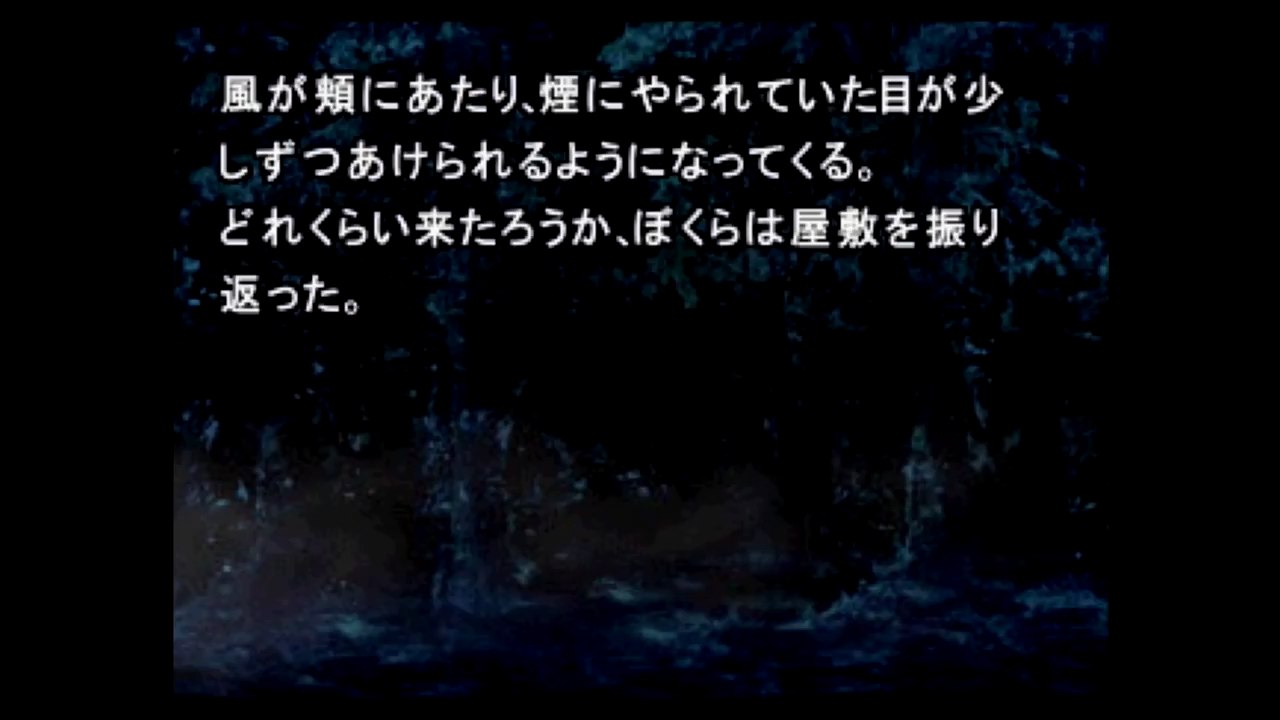 風が頬にあたり、煙にやられていた目が少
しずつあけられるようになってくる。
どれくらい来たろうか、ぼくらは屋敷を振り
返った。